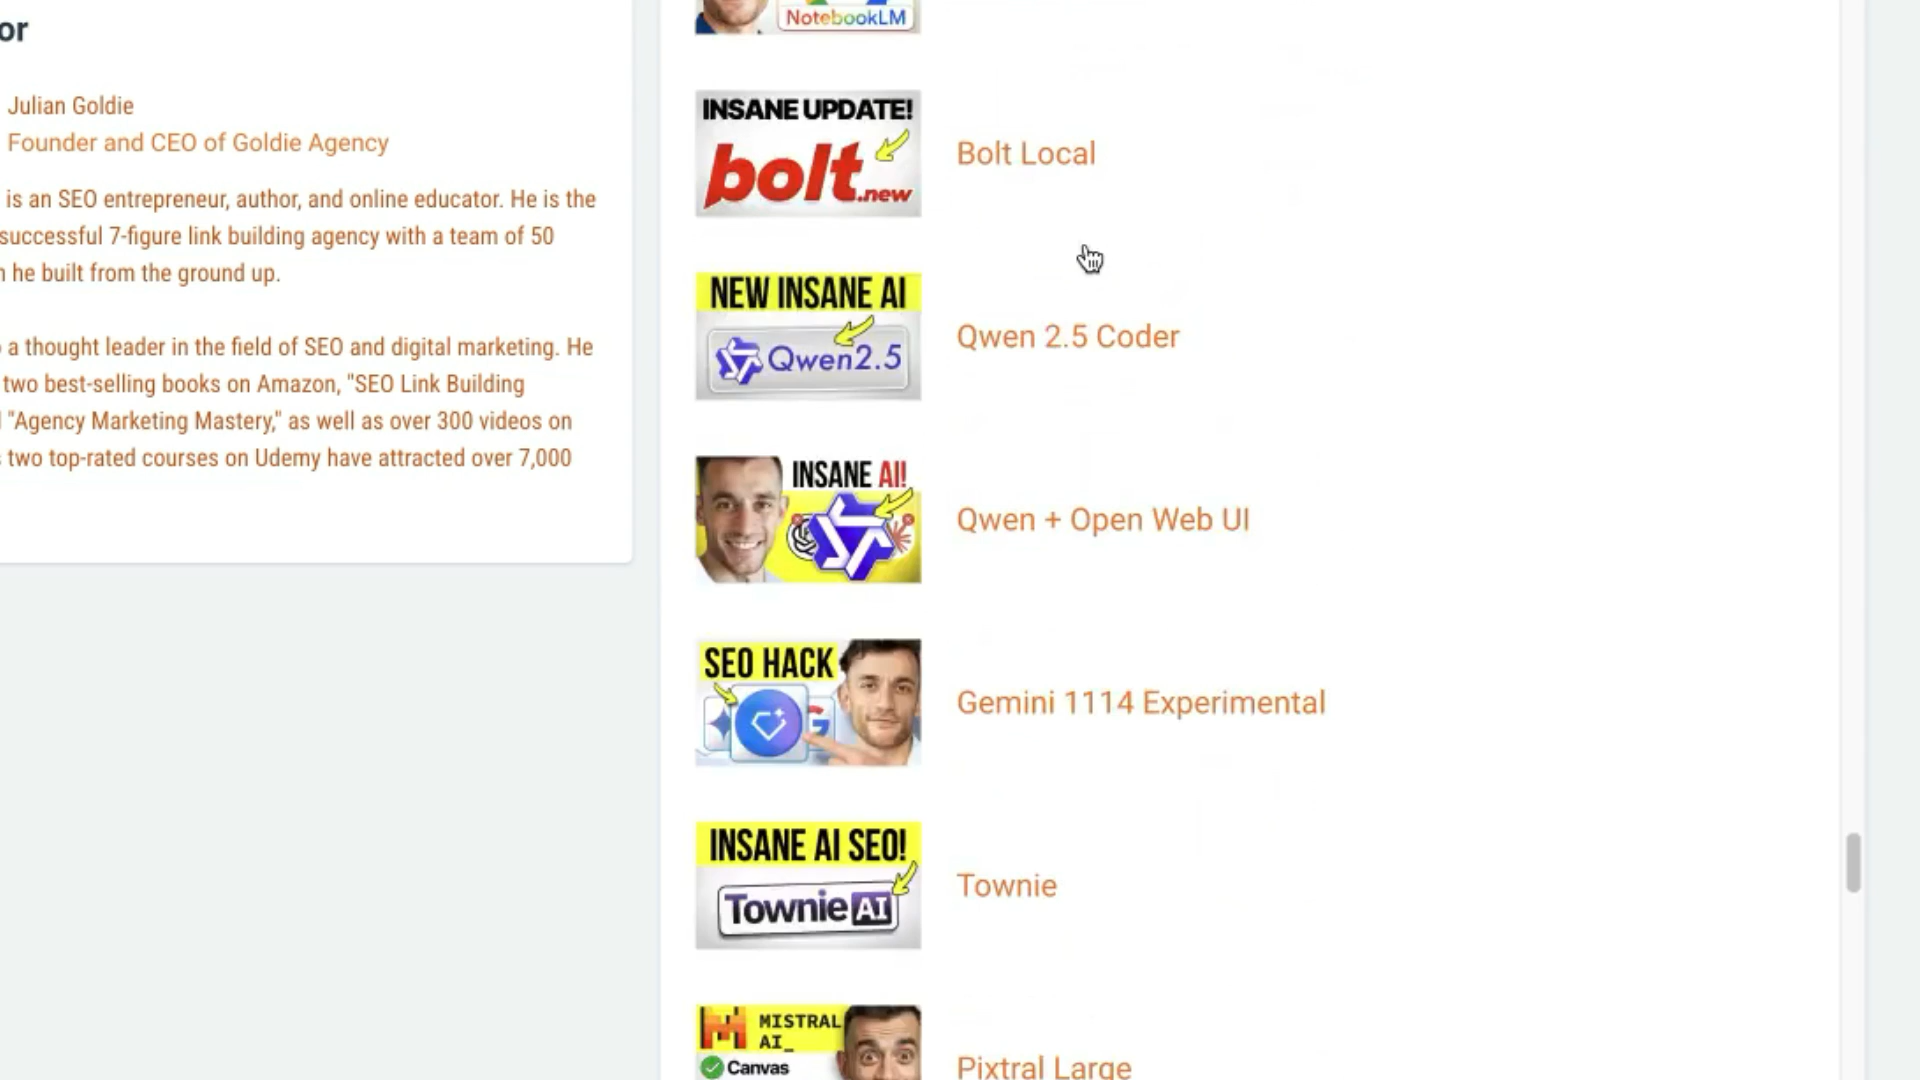 or
Julian Goldie
Founder and CEO of Goldie Agency
is an SEO entrepreneur, author, and online educator. He is the
successful 7-figure link building agency with a team of 50
he built from the ground up.
a thought leader in the field of SEO and digital marketing. He
two best-selling books on Amazon, "SEO Link Building
"Agency Marketing Mastery," as well as over 300 videos on
two top-rated courses on Udemy have attracted over 7,000
NotebookLM
INSANE UPDATE!
bolt.new
Bolt Local
NEW INSANE AI
Qwen2.5
Qwen 2.5 Coder
INSANE AI!
Qwen + Open Web UI
SEO HACK
Gemini 1114 Experimental
INSANE AI SEO!
Townie AI
Townie
MISTRAL
AI_
Canvas
Pixtral Large